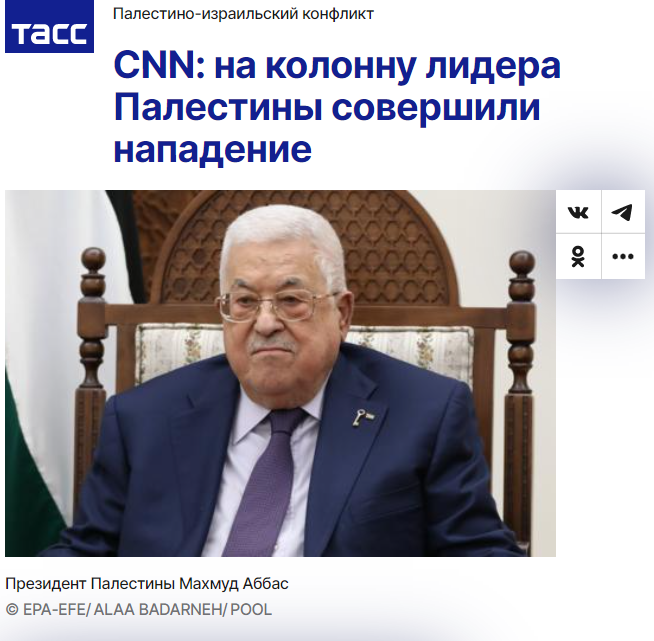 тасс
Палестино-израильский конфликт
CNN: на колонну лидера
Палестины совершили
нападение
Президент Палестины Махмуд Аббас
© EPA-EFE/ ALAA BADARNEH/ POOL